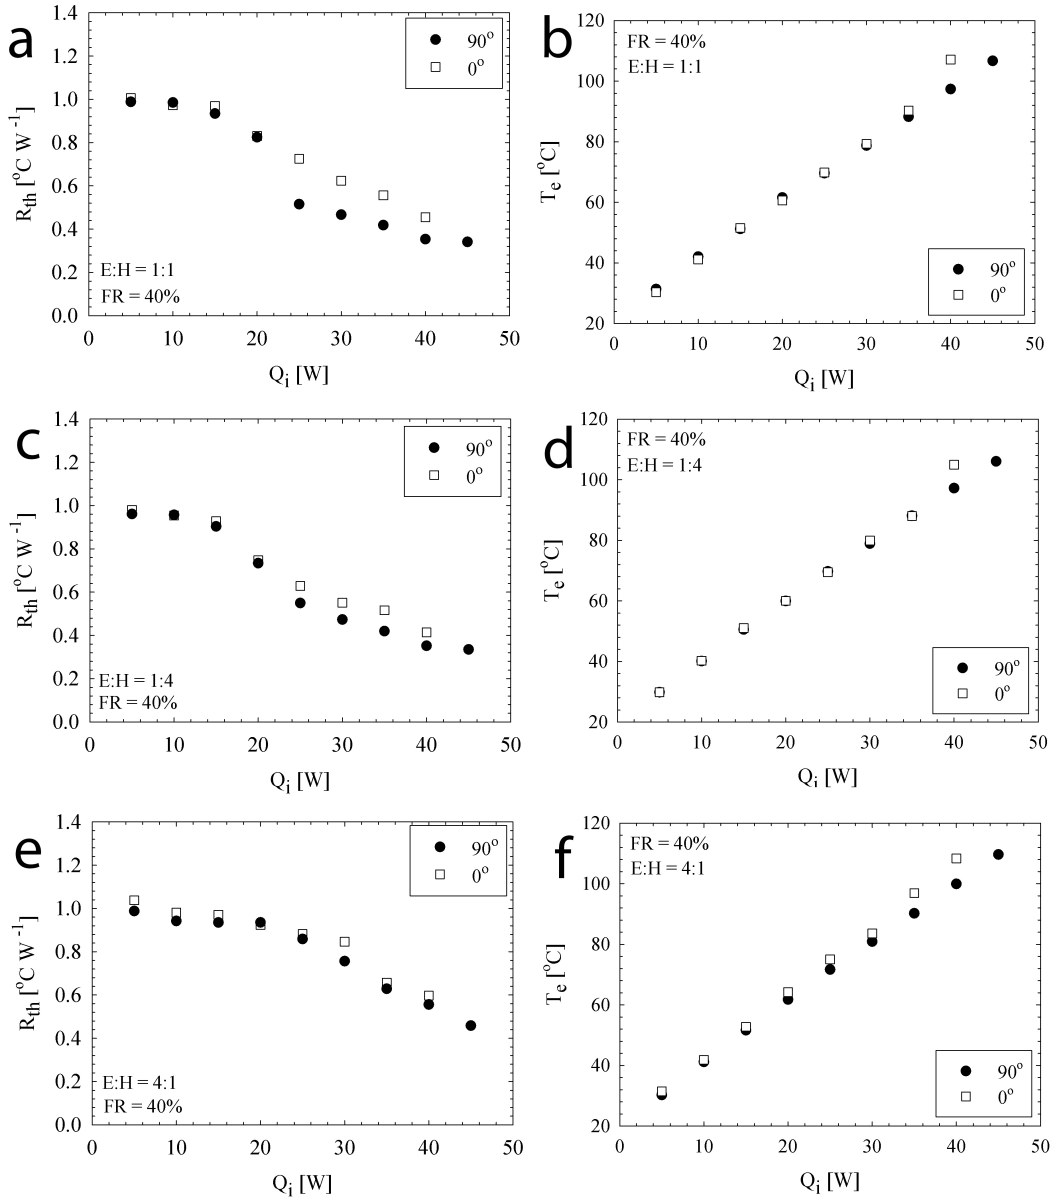 a
1.4
1.2
1.0
0.8
0.6
0.4
0.2
0.0
R_th [°C W⁻¹]
90°
0°
E:H = 1:1
FR = 40%
0 10 20 30 40 50
Q_i [W]
b
120
100
80
60
40
20
T_e [°C]
FR = 40%
E:H = 1:1
90°
0°
0 10 20 30 40 50
Q_i [W]
c
1.4
1.2
1.0
0.8
0.6
0.4
0.2
0.0
R_th [°C W⁻¹]
90°
0°
E:H = 1:4
FR = 40%
0 10 20 30 40 50
Q_i [W]
d
120
100
80
60
40
20
T_e [°C]
FR = 40%
E:H = 1:4
90°
0°
0 10 20 30 40 50
Q_i [W]
e
1.4
1.2
1.0
0.8
0.6
0.4
0.2
0.0
R_th [°C W⁻¹]
90°
0°
E:H = 4:1
FR = 40%
0 10 20 30 40 50
Q_i [W]
f
120
100
80
60
40
20
T_e [°C]
FR = 40%
E:H = 4:1
90°
0°
0 10 20 30 40 50
Q_i [W]